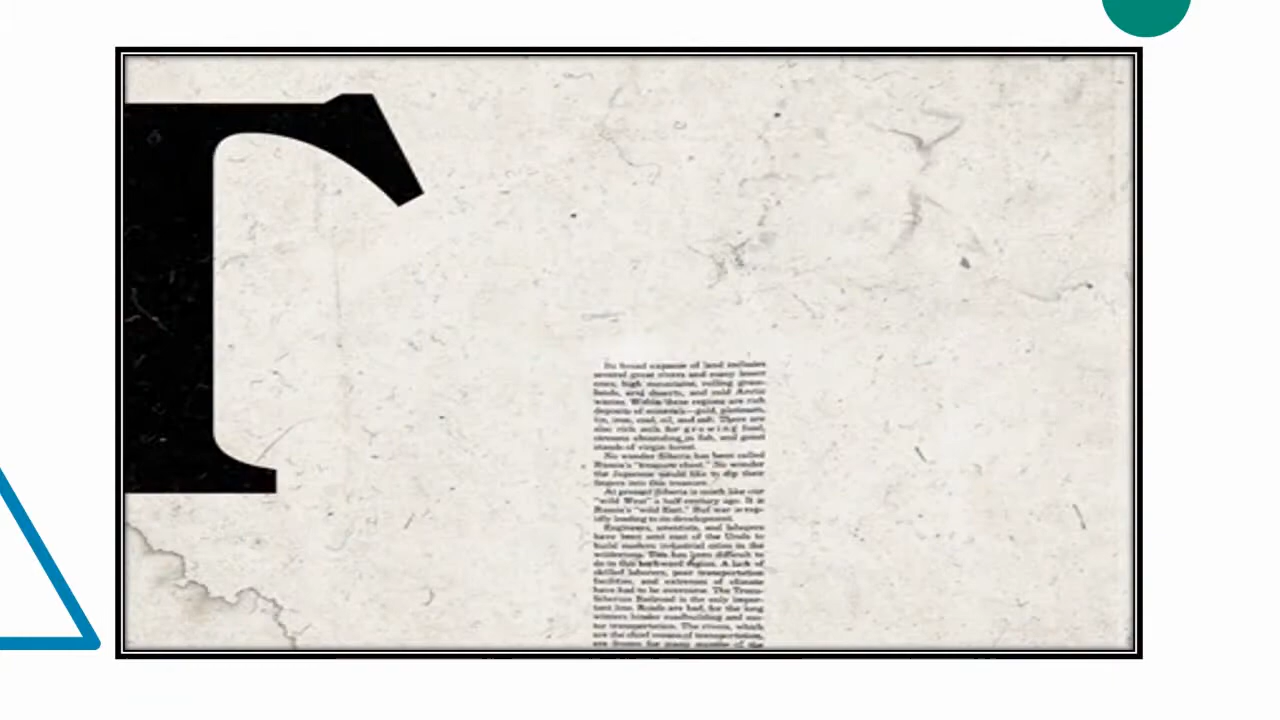 T
Its broad expanse of land includes
several great rivers and many lesser
ones, high mountains, rolling grass-
lands, arid deserts, and cold Arctic
wastes. Within these regions are rich
deposits of minerals—gold, platinum,
tin, iron, coal, oil, and salt. There are
also rich soils for growing food,
streams abounding in fish, and great
stands of virgin forest.
No wonder Siberia has been called
Russia's "treasure chest." No wonder
the Japanese would like to dip their
fingers into this treasure.
At present Siberia is much like our
"wild West" a half-century ago. It is
Russia's "wild East." But war is rap-
idly leading to its development.
Engineers, scientists, and laborers
have been sent east of the Urals to
build modern industrial cities in the
wilderness. This has been difficult to
do in this backward region. A lack of
skilled laborers, poor transportation
facilities, and extremes of climate
have had to be overcome. The Trans-
Siberian Railroad is the only impor-
tant line. Roads are bad, for the long
winters hinder roadbuilding and mo-
tor transportation. The rivers, which
are the chief means of transportation,
are frozen for many months of the